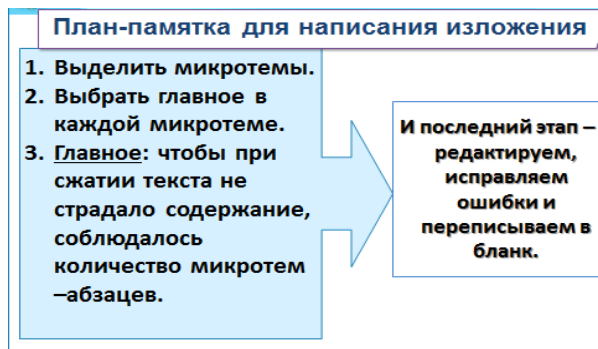 План-памятка для написания изложения
1. Выделить микротемы.
2. Выбрать главное в
каждой микротеме.
3. Главное: чтобы при
сжатии текста не
страдало содержание,
соблюдалось
количество микротем
–абзацев.
И последний этап –
редактируем,
исправляем
ошибки и
переписываем в
бланк.